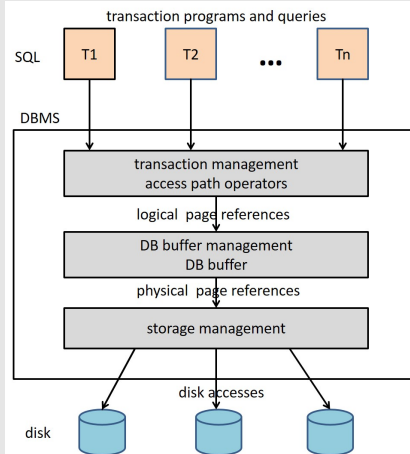 transaction programs and queries
SQL
T1
T2
...
Tn
DBMS
transaction management
access path operators
logical page references
DB buffer management
DB buffer
physical page references
storage management
disk accesses
disk